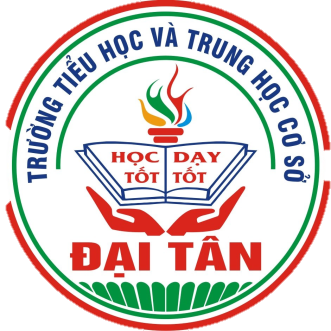 TRƯỜNG TIỂU HỌC VÀ TRUNG HỌC CƠ SỞ
HỌC DẠY
TỐT TỐT
ĐẠI TÂN